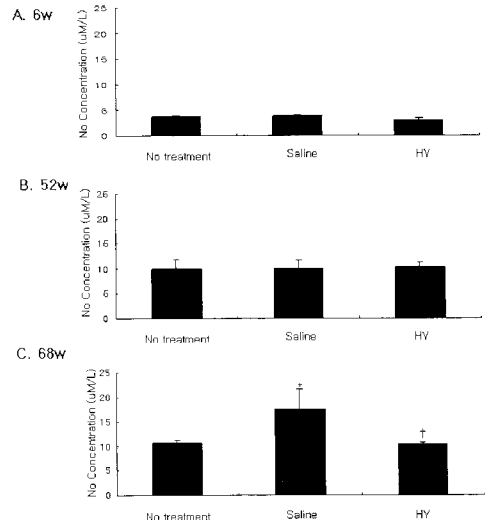 A. 6w
No Concentration (uM/L)
25
20
15
10
5
0
No treatment Saline HY
B. 52w
No Concentration (uM/L)
25
20
15
10
5
0
No treatment Saline HY
C. 68w
No Concentration (uM/L)
25
20
15
10
5
0
*
†
No treatment Saline HY